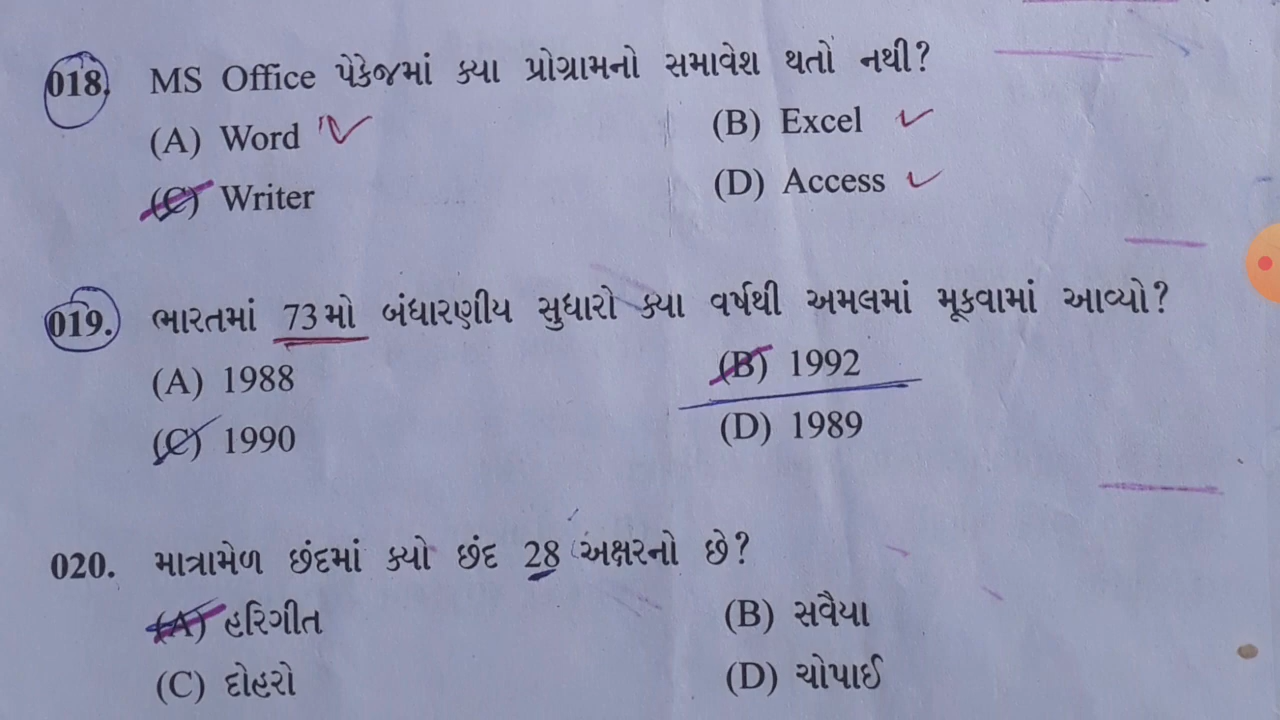 018. MS Office પેકેજમાં ક્યા પ્રોગ્રામનો સમાવેશ થતો નથી?
(A) Word (B) Excel
(C) Writer (D) Access
019. ભારતમાં 73મો બંધારણીય સુધારો ક્યા વર્ષથી અમલમાં મૂકવામાં આવ્યો?
(A) 1988 (B) 1992
(C) 1990 (D) 1989
020. માત્રામેળ છંદમાં ક્યો છંદ 28 અક્ષરનો છે?
(A) હરિગીત (B) સવૈયા
(C) દોહરો (D) ચોપાઈ